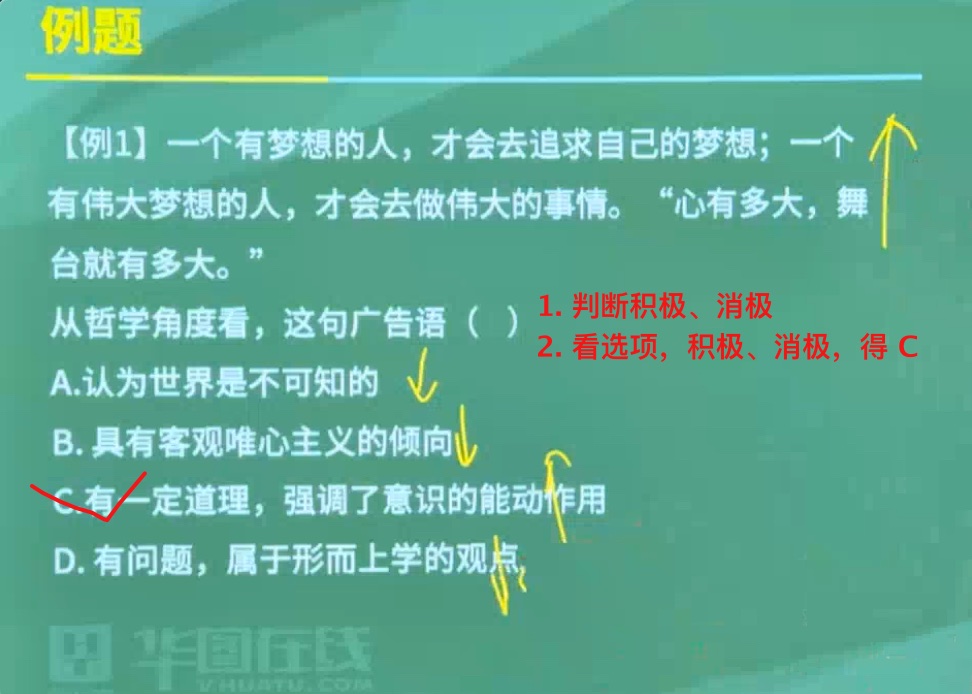 例题
【例1】一个有梦想的人，才会去追求自己的梦想；一个
有伟大梦想的人，才会去做伟大的事情。“心有多大，舞
台就有多大。”
从哲学角度看，这句广告语（ ）
1. 判断积极、消极
2. 看选项，积极、消极，得 C
A.认为世界是不可知的
B. 具有客观唯心主义的倾向
C.有一定道理，强调了意识的能动作用
D. 有问题，属于形而上学的观点
华图在线
V.HUATU.COM